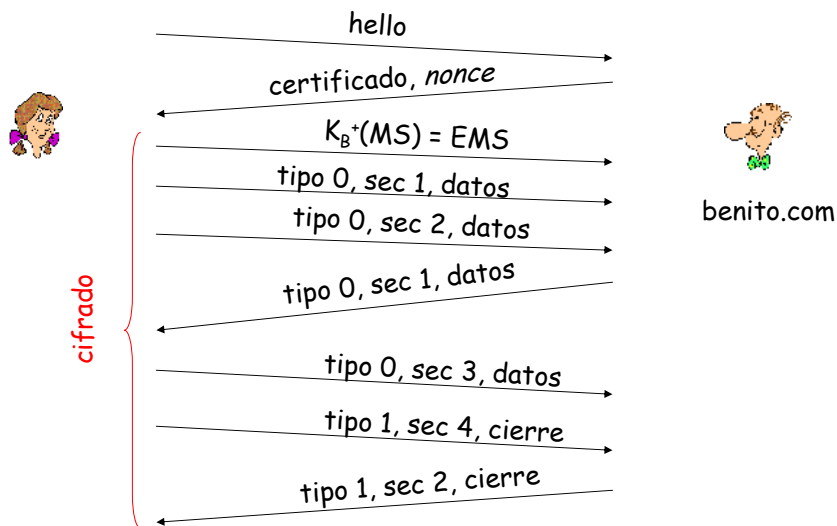 hello
certificado, nonce
K_B⁺(MS) = EMS
tipo 0, sec 1, datos
benito.com
tipo 0, sec 2, datos
tipo 0, sec 1, datos
cifrado
tipo 0, sec 3, datos
tipo 1, sec 4, cierre
tipo 1, sec 2, cierre